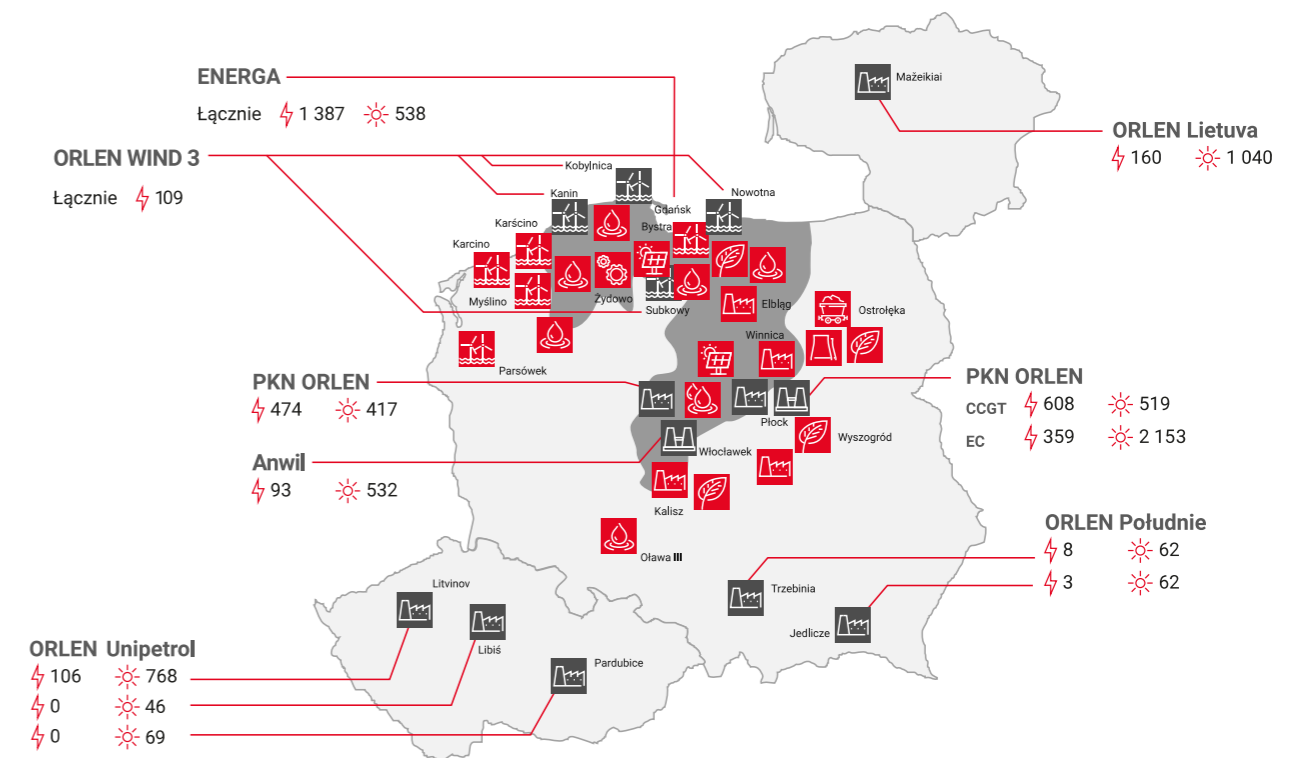 ENERGA
Łącznie 1 387 538
ORLEN WIND 3
Łącznie 109
Mažeikiai
ORLEN Lietuva
160 1 040
Kobylnica
Kanin
Nowotna
Gdańsk
Karścino
Bystra
Karcino
Myślino
Żydowo
Subkowy
Elbląg
Ostrołęka
Parsówek
Winnica
PKN ORLEN
474 417
PKN ORLEN
CCGT 608 519
EC 359 2 153
Płock
Wyszogród
Włocławek
Anwil
93 532
Kalisz
Oława III
ORLEN Południe
8 62
3 62
Trzebinia
Jedlicze
Litvinov
Libiś
Pardubice
ORLEN Unipetrol
106 768
0 46
0 69